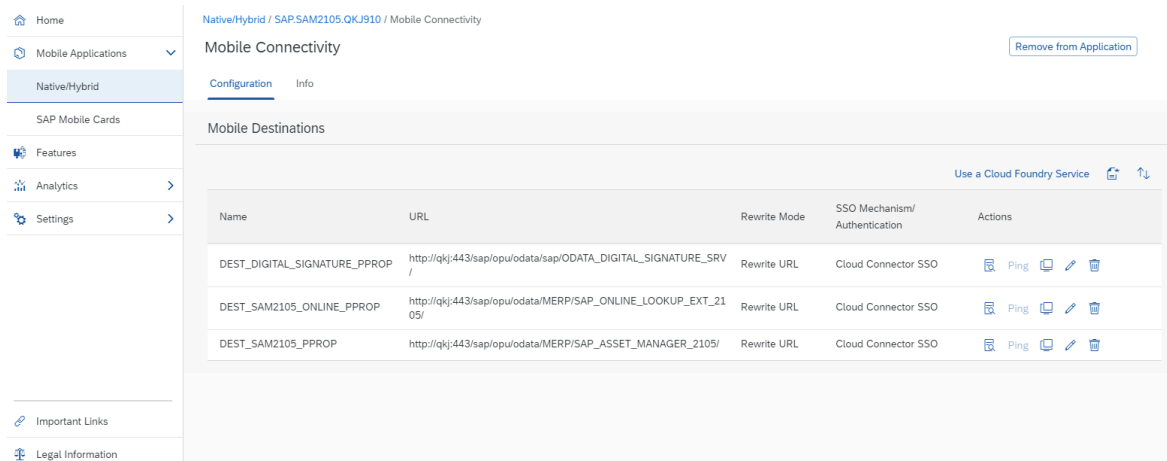 Home
Mobile Applications
Native/Hybrid
SAP Mobile Cards
Features
Analytics
Settings
Important Links
Legal Information
Native/Hybrid / SAP.SAM2105.QKJ910 / Mobile Connectivity
Mobile Connectivity
Remove from Application
Configuration Info
Mobile Destinations
Use a Cloud Foundry Service
Name URL Rewrite Mode SSO Mechanism/
Authentication Actions
DEST_DIGITAL_SIGNATURE_PPROP http://qkj:443/sap/opu/odata/sap/ODATA_DIGITAL_SIGNATURE_SRV
/ Rewrite URL Cloud Connector SSO Ping
DEST_SAM2105_ONLINE_PPROP http://qkj:443/sap/opu/odata/MERP/SAP_ONLINE_LOOKUP_EXT_21
05/ Rewrite URL Cloud Connector SSO Ping
DEST_SAM2105_PPROP http://qkj:443/sap/opu/odata/MERP/SAP_ASSET_MANAGER_2105/ Rewrite URL Cloud Connector SSO Ping